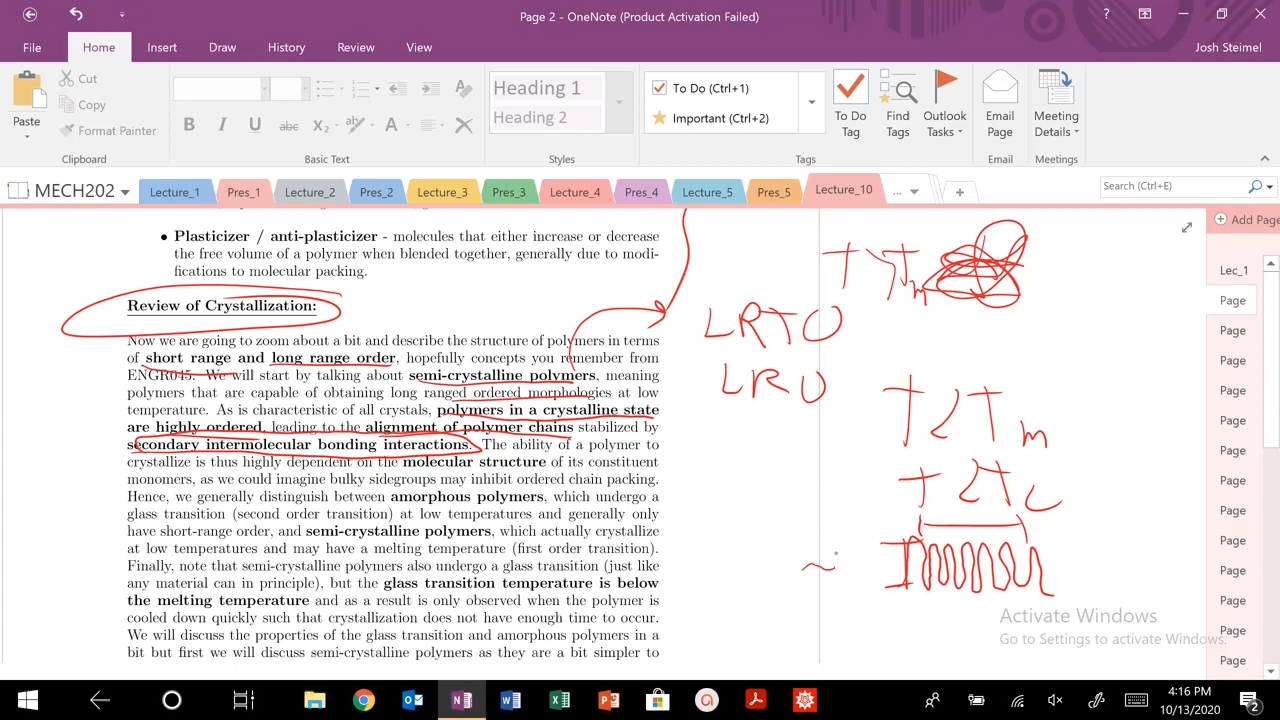 Page 2 - OneNote (Product Activation Failed)
?
File
Home
Insert
Draw
History
Review
View
Josh Steimel
Paste
Cut
Copy
Format Painter
Clipboard
B I U abc X₂ A
Basic Text
Heading 1
Heading 2
Styles
To Do (Ctrl+1)
Important (Ctrl+2)
To Do Tag
Find Tags
Outlook Tasks
Tags
Email Page
Email
Meeting Details
Meetings
MECH202
Lecture_1
Pres_1
Lecture_2
Pres_2
Lecture_3
Pres_3
Lecture_4
Pres_4
Lecture_5
Pres_5
Lecture_10
...
Search (Ctrl+E)
• Plasticizer / anti-plasticizer - molecules that either increase or decrease
the free volume of a polymer when blended together, generally due to modi-
fications to molecular packing.
Review of Crystallization:
Now we are going to zoom about a bit and describe the structure of polymers in terms
of short range and long range order, hopefully concepts you remember from
ENGR045. We will start by talking about semi-crystalline polymers, meaning
polymers that are capable of obtaining long ranged ordered morphologies at low
temperature. As is characteristic of all crystals, polymers in a crystalline state
are highly ordered, leading to the alignment of polymer chains stabilized by
secondary intermolecular bonding interactions. The ability of a polymer to
crystallize is thus highly dependent on the molecular structure of its constituent
monomers, as we could imagine bulky sidegroups may inhibit ordered chain packing.
Hence, we generally distinguish between amorphous polymers, which undergo a
glass transition (second order transition) at low temperatures and generally only
have short-range order, and semi-crystalline polymers, which actually crystallize
at low temperatures and may have a melting temperature (first order transition).
Finally, note that semi-crystalline polymers also undergo a glass transition (just like
any material can in principle), but the glass transition temperature is below
the melting temperature and as a result is only observed when the polymer is
cooled down quickly such that crystallization does not have enough time to occur.
We will discuss the properties of the glass transition and amorphous polymers in a
bit but first we will discuss semi-crystalline polymers as they are a bit simpler to
T > Tm
LRO
T < Tm
T < Tc
~
Add Page
Lec_1
Page
Page
Page
Page
Page
Page
Page
Page
Page
Page
Page
Page
Page
Activate Windows
Go to Settings to activate Windows.
4:16 PM
10/13/2020
2